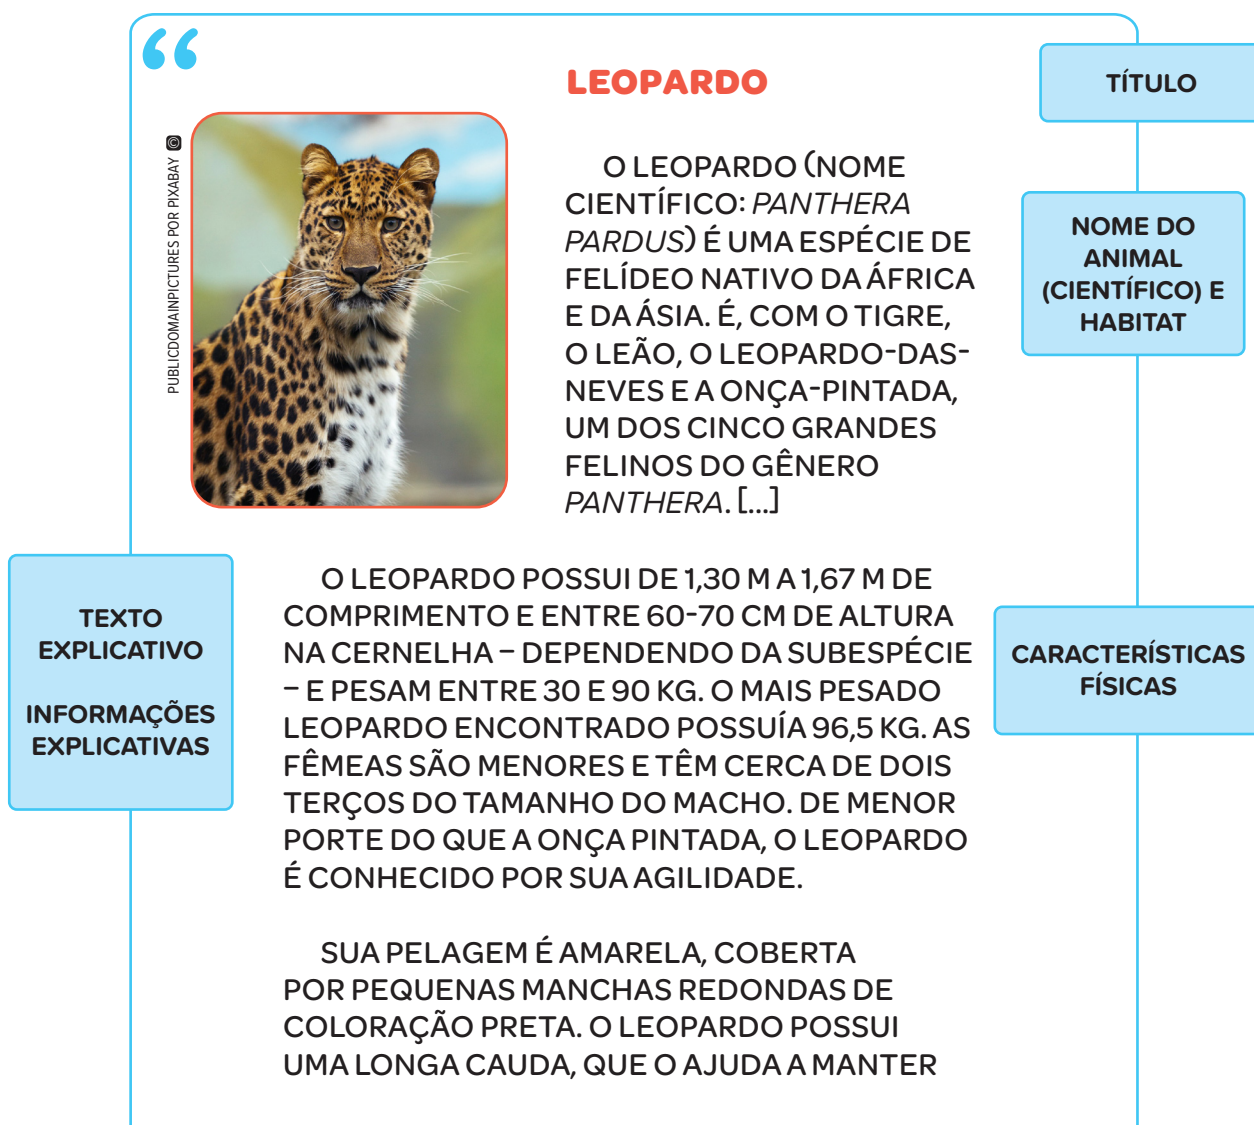 “
LEOPARDO
TÍTULO
PUBLICDOMAINPICTURES POR PIXABAY ©
O LEOPARDO (NOME
CIENTÍFICO: PANTHERA
PARDUS) É UMA ESPÉCIE DE
FELÍDEO NATIVO DA ÁFRICA
E DA ÁSIA. É, COM O TIGRE,
O LEÃO, O LEOPARDO-DAS-
NEVES E A ONÇA-PINTADA,
UM DOS CINCO GRANDES
FELINOS DO GÊNERO
PANTHERA. [...]
NOME DO
ANIMAL
(CIENTÍFICO) E
HABITAT
TEXTO
EXPLICATIVO
INFORMAÇÕES
EXPLICATIVAS
O LEOPARDO POSSUI DE 1,30 M A 1,67 M DE
COMPRIMENTO E ENTRE 60-70 CM DE ALTURA
NA CERNELHA – DEPENDENDO DA SUBESPÉCIE
– E PESAM ENTRE 30 E 90 KG. O MAIS PESADO
LEOPARDO ENCONTRADO POSSUÍA 96,5 KG. AS
FÊMEAS SÃO MENORES E TÊM CERCA DE DOIS
TERÇOS DO TAMANHO DO MACHO. DE MENOR
PORTE DO QUE A ONÇA PINTADA, O LEOPARDO
É CONHECIDO POR SUA AGILIDADE.
CARACTERÍSTICAS
FÍSICAS
SUA PELAGEM É AMARELA, COBERTA
POR PEQUENAS MANCHAS REDONDAS DE
COLORAÇÃO PRETA. O LEOPARDO POSSUI
UMA LONGA CAUDA, QUE O AJUDA A MANTER